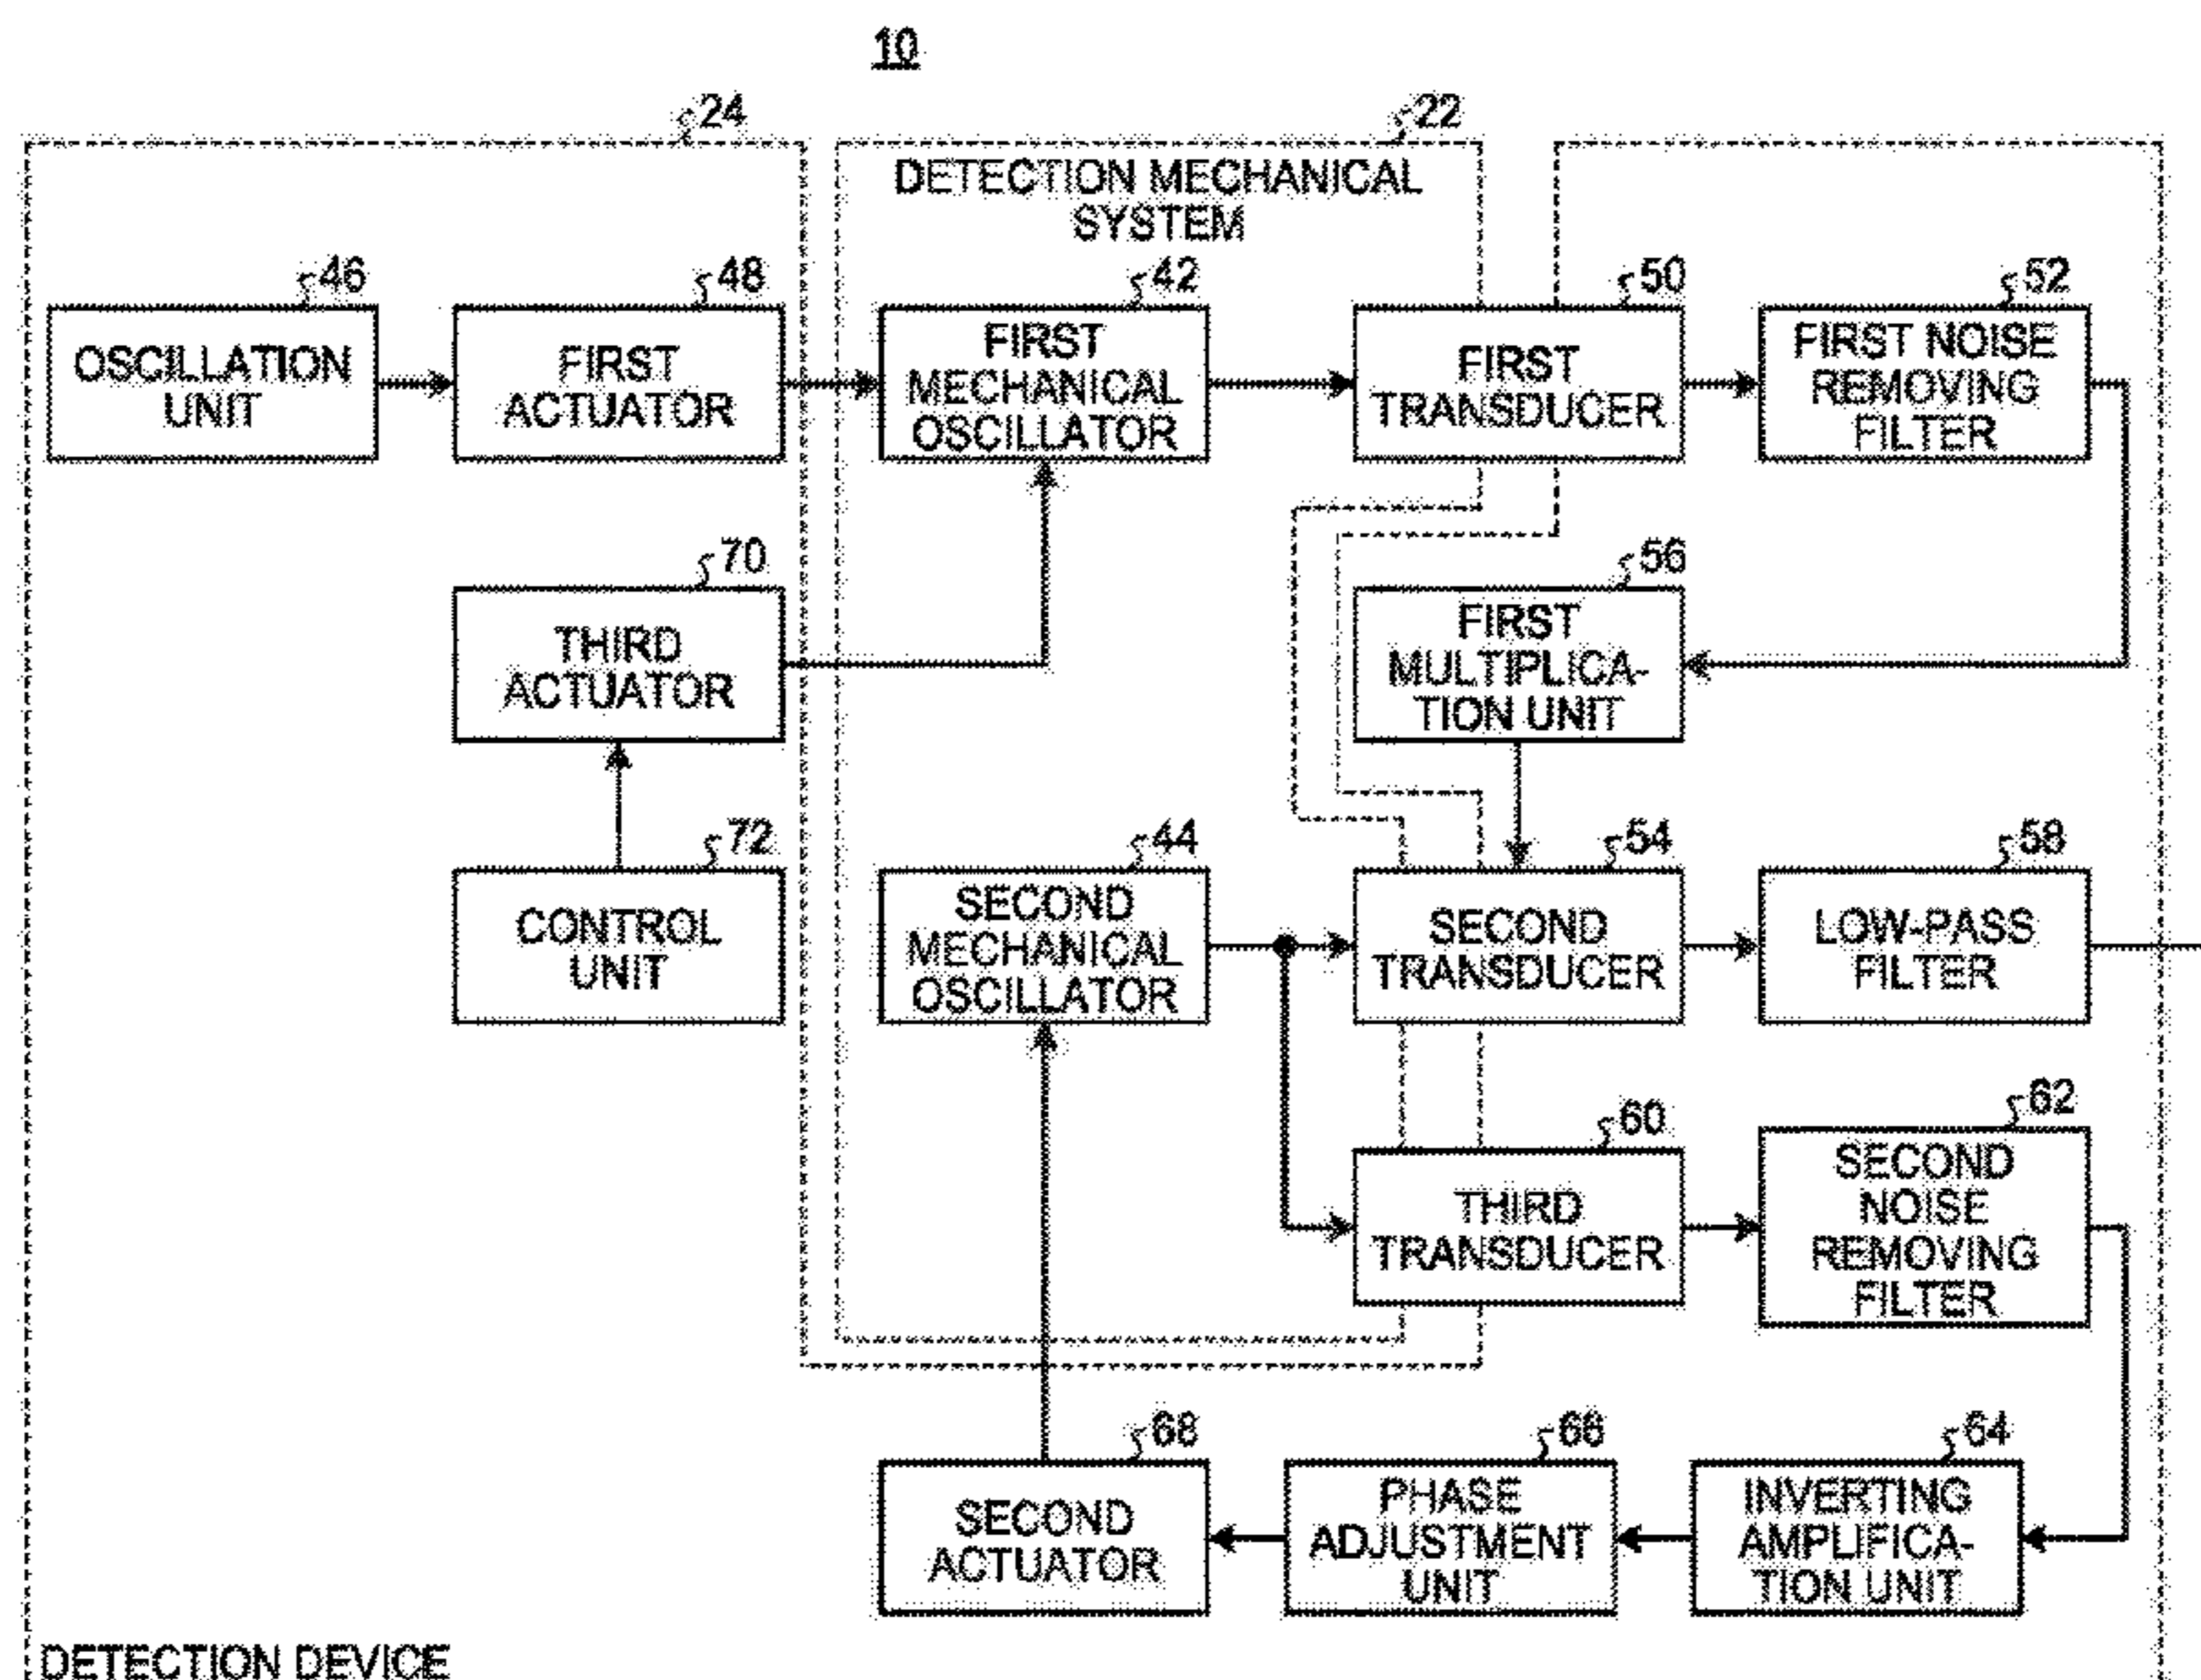 10
24
22
DETECTION MECHANICAL
SYSTEM
46
48
42
50
52
OSCILLATION
UNIT
FIRST
ACTUATOR
FIRST
MECHANICAL
OSCILLATOR
FIRST
TRANSDUCER
FIRST NOISE
REMOVING
FILTER
70
56
THIRD
ACTUATOR
FIRST
MULTIPLICA-
TION UNIT
72
44
54
58
CONTROL
UNIT
SECOND
MECHANICAL
OSCILLATOR
SECOND
TRANSDUCER
LOW-PASS
FILTER
60
62
THIRD
TRANSDUCER
SECOND
NOISE
REMOVING
FILTER
68
66
64
SECOND
ACTUATOR
PHASE
ADJUSTMENT
UNIT
INVERTING
AMPLIFICA-
TION UNIT
DETECTION DEVICE